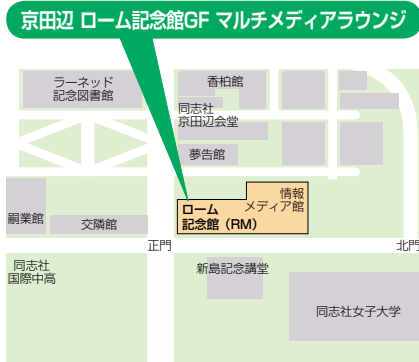 京田辺 ローム記念館GF マルチメディアラウンジ
ラーネッド
記念図書館
香柏館
同志社
京田辺会堂
夢告館
情報
メディア館
ローム
記念館（RM）
嗣業館
交隣館
正門
北門
同志社
国際中高
新島記念講堂
同志社女子大学